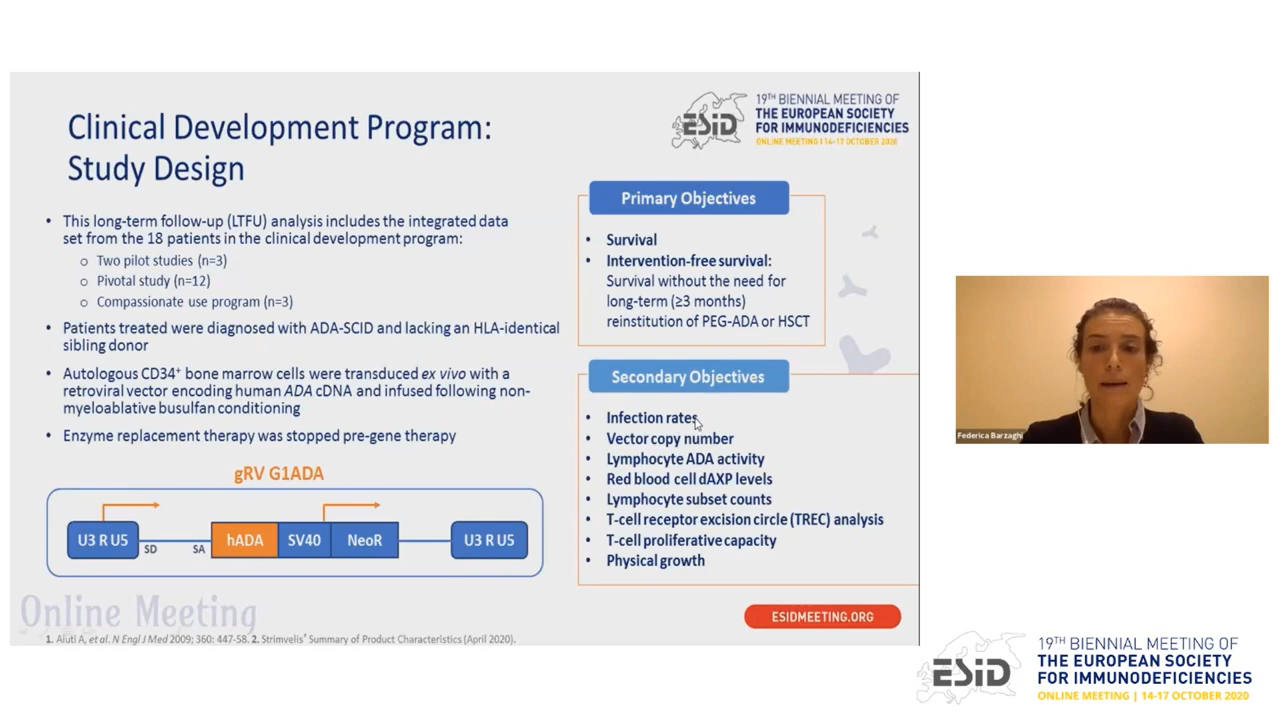 Clinical Development Program:
Study Design
ESiD
19TH BIENNIAL MEETING OF
THE EUROPEAN SOCIETY
FOR IMMUNODEFICIENCIES
ONLINE MEETING I 14-17 OCTOBER 2020
• This long-term follow-up (LTFU) analysis includes the integrated data
set from the 18 patients in the clinical development program:
o Two pilot studies (n=3)
o Pivotal study (n=12)
o Compassionate use program (n=3)
• Patients treated were diagnosed with ADA-SCID and lacking an HLA-identical
sibling donor
• Autologous CD34⁺ bone marrow cells were transduced ex vivo with a
retroviral vector encoding human ADA cDNA and infused following non-
myeloablative busulfan conditioning
• Enzyme replacement therapy was stopped pre-gene therapy
gRV G1ADA
U3 R U5
SD
SA
hADA
SV40
NeoR
U3 R U5
Primary Objectives
• Survival
• Intervention-free survival:
Survival without the need for
long-term (≥3 months)
reinstitution of PEG-ADA or HSCT
Secondary Objectives
• Infection rates
• Vector copy number
• Lymphocyte ADA activity
• Red blood cell dAXP levels
• Lymphocyte subset counts
• T-cell receptor excision circle (TREC) analysis
• T-cell proliferative capacity
• Physical growth
Online Meeting
ESIDMEETING.ORG
1. Aiuti A, et al. N Engl J Med 2009; 360: 447-58. 2. Strimvelis' Summary of Product Characteristics (April 2020).
Federica Barzaghi
ESiD
19TH BIENNIAL MEETING OF
THE EUROPEAN SOCIETY
FOR IMMUNODEFICIENCIES
ONLINE MEETING | 14-17 OCTOBER 2020